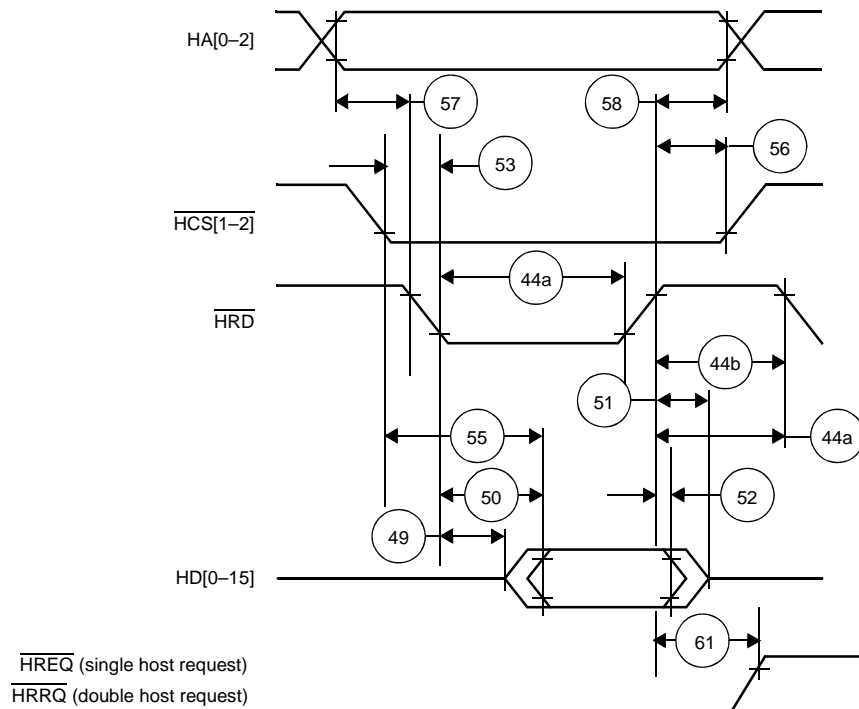 HA[0–2]
57
58
53
56
HCS[1–2]
44a
HRD
44b
51
55
44a
50
52
49
HD[0–15]
61
HREQ (single host request)
HRRQ (double host request)